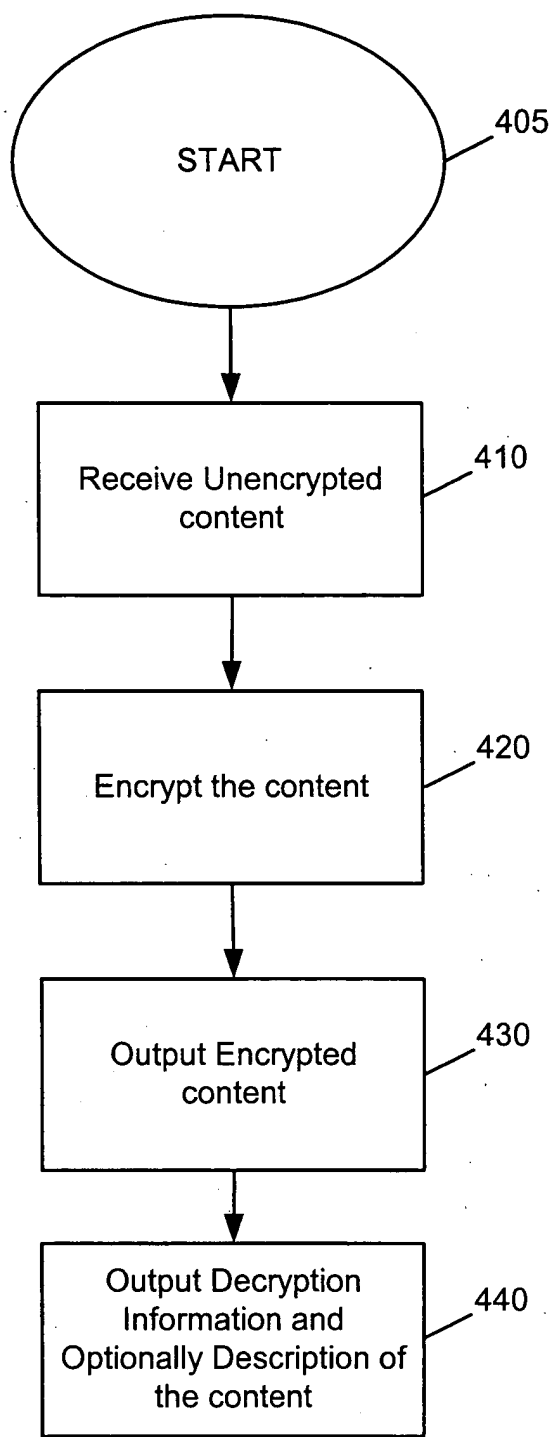 START
405
Receive Unencrypted
content
410
Encrypt the content
420
Output Encrypted
content
430
Output Decryption
Information and
Optionally Description of
the content
440